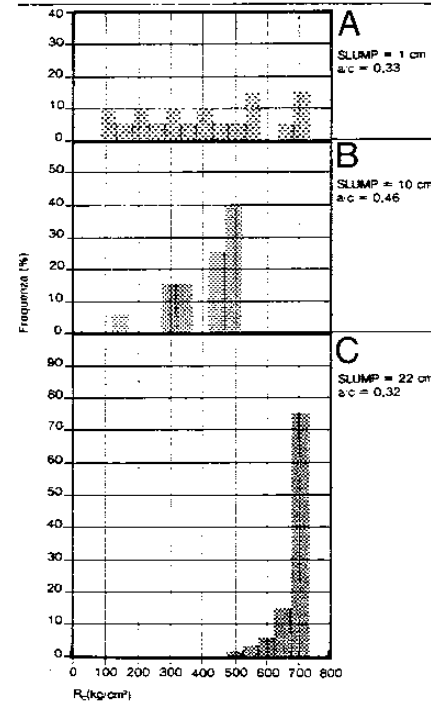 A
SLUMP = 1 cm
a/c = 0,33
40
30
20
10
0
B
SLUMP = 10 cm
a/c = 0,46
50
40
30
20
10
0
Frequenza (%)
C
SLUMP = 22 cm
a/c = 0,32
90
80
70
60
50
40
30
20
10
0
0 100 200 300 400 500 600 700 800
Rc(kg/cm²)